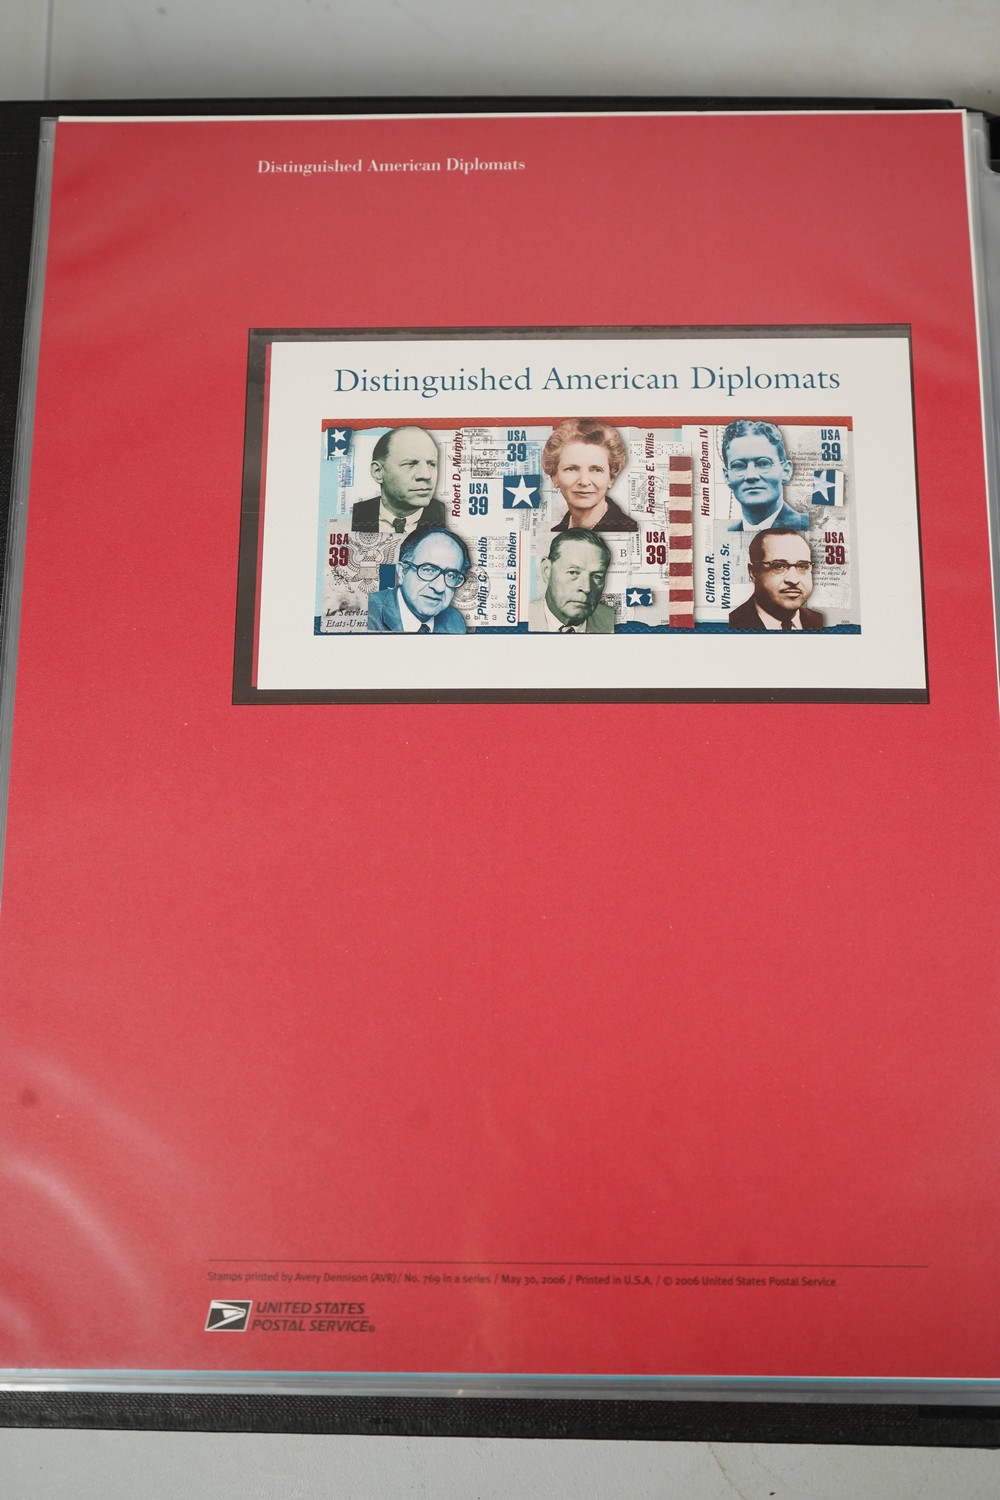 Distinguished American Diplomats
Distinguished American Diplomats
Robert D. Murphy
USA
39
Frances E. Willis
USA
39
Hiram Bingham IV
USA
39
USA
39
Philip C. Habib
Charles E. Bohlen
USA
39
Clifton R.
Wharton, Sr.
USA
39
Etats-Unis
Stamps printed by Avery Dennison (AVR)/ No. 769 in a series / May 30, 2006 / Printed in U.S.A. / © 2006 United States Postal Service
UNITED STATES
POSTAL SERVICE®